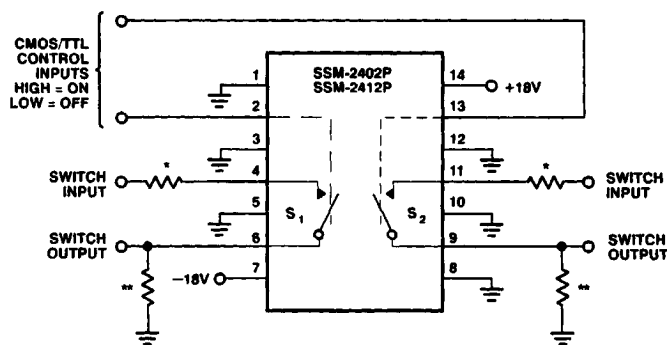 CMOS/TTL
CONTROL
INPUTS
HIGH = ON
LOW = OFF
SSM-2402P
SSM-2412P
1
14
+18V
2
13
3
12
SWITCH
INPUT
*
4
11
*
SWITCH
INPUT
5
S1
S2
10
SWITCH
OUTPUT
6
9
SWITCH
OUTPUT
**
-18V
7
8
**